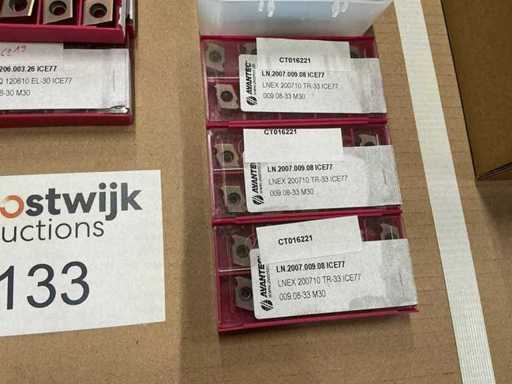 C219
206.003.26 ICE77
Q 120610 EL-30 ICE77
8-30 M30
ostwijk
uctions
133
CT016221
AVANTEC
LN.2007.009.08 ICE77
LNEX 200710 TR-33 ICE77
009.08-33 M30
CT016221
AVANTEC
LN.2007.009.08 ICE77
LNEX 200710 TR-33 ICE77
009.08-33 M30
CT016221
AVANTEC
LN.2007.009.08 ICE77
LNEX 200710 TR-33 ICE77
009.08-33 M30